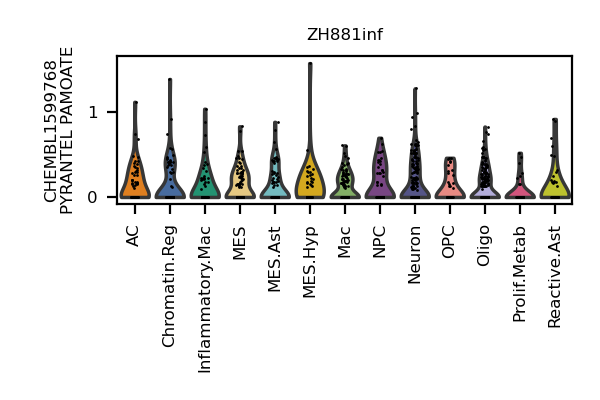 ZH881inf
CHEMBL1599768
PYRANTEL PAMOATE
1
0
AC
Chromatin.Reg
Inflammatory.Mac
MES
MES.Ast
MES.Hyp
Mac
NPC
Neuron
OPC
Oligo
Prolif.Metab
Reactive.Ast